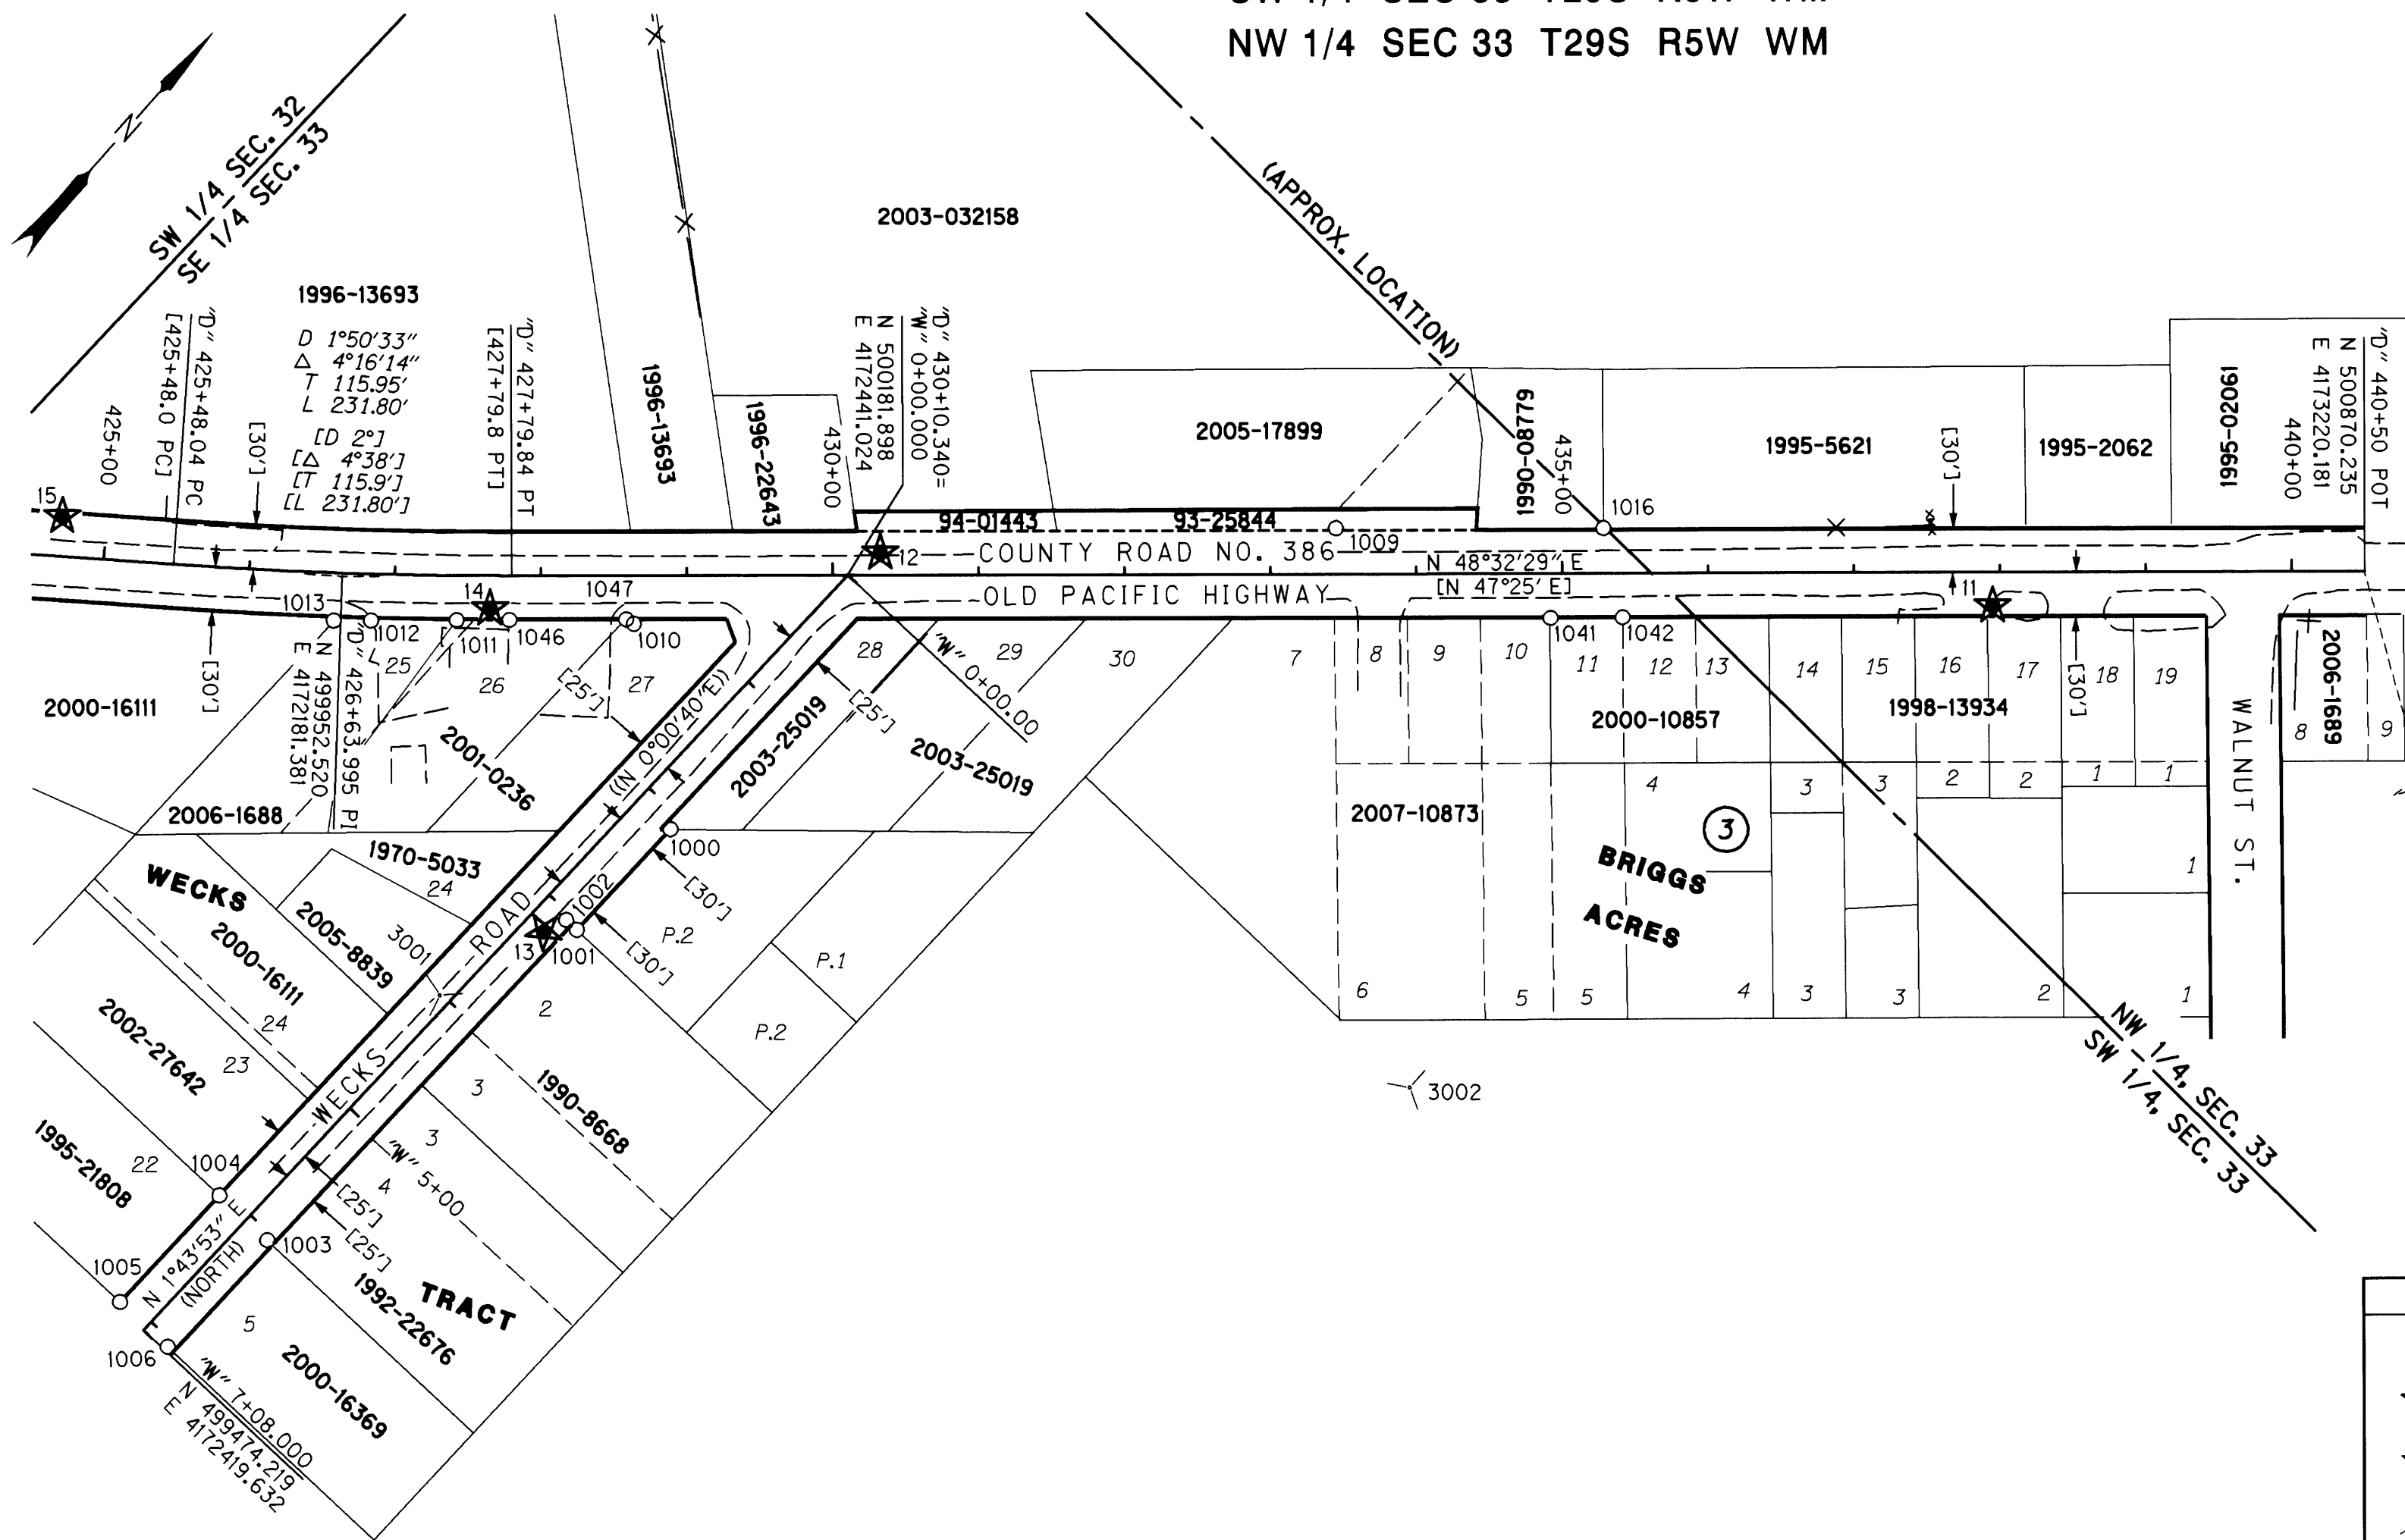 NW 1/4 SEC 33 T29S R5W WM
N
SW 1/4 SEC. 32
SE 1/4 SEC. 33
2003-032158
(APPROX. LOCATION)
1996-13693
D 1°50'33"
Δ 4°16'14"
T 115.95'
L 231.80'
[D 2°]
[Δ 4°38']
[T 115.9']
[L 231.80']
425+00
"D" 425+48.04 PC
[425+48.0 PC]
[30']
"D" 427+79.84 PT
[427+79.8 PT]
1996-13693
1996-22643
430+00
"D" 430+10.340=
"W" 0+00.000
N 500181.898
E 4172441.024
2005-17899
1990-08779
435+00
1016
1995-5621
[30']
1995-2062
1995-02061
"D" 440+50 POT
N 500870.235
E 4173220.181
440+00
15
94-01443
93-25844
1009
12
COUNTY ROAD NO. 386
N 48°32'29" E
[N 47°25' E]
OLD PACIFIC HIGHWAY
1013
1012
14
1011
1046
1047
1010
1041
1042
11
[30']
"D" 426+63.995 PI
N 499952.520
E 4172181.381
25
26
27
[25']
28
29
30
7
8
9
10
11
12
13
14
15
16
17
18
19
[30']
8
9
2006-1689
WALNUT ST.
"W" 0+00.00
[25']
((N 0°00'40"E))
2000-16111
2001-0236
2003-25019
2003-25019
2000-10857
1998-13934
2006-1688
2007-10873
4
3
3
2
2
1
1
3
BRIGGS
ACRES
1
6
5
5
4
3
3
2
1
NW 1/4, SEC. 33
SW 1/4, SEC. 33
1970-5033
24
WECKS
2005-8839
2000-16111
3001
24
1000
1002
[30']
13
1001
[30']
P.2
P.1
P.2
WECKS ROAD
2002-27642
23
2
3
1990-8668
3002
1995-21808
22
1004
3
"W" 5+00
4
[25']
[25']
1003
1005
N 1°43'53" E
(NORTH)
TRACT
1992-22676
5
1006
2000-16369
"W" 7+08.000
N 499474.219
E 4172419.632